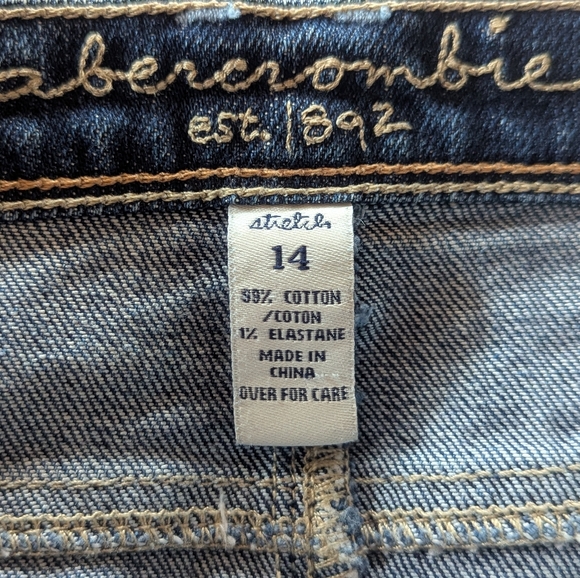 abercrombie
est. 1892
stretch
14
99% COTTON
/COTON
1% ELASTANE
MADE IN
CHINA
OVER FOR CARE